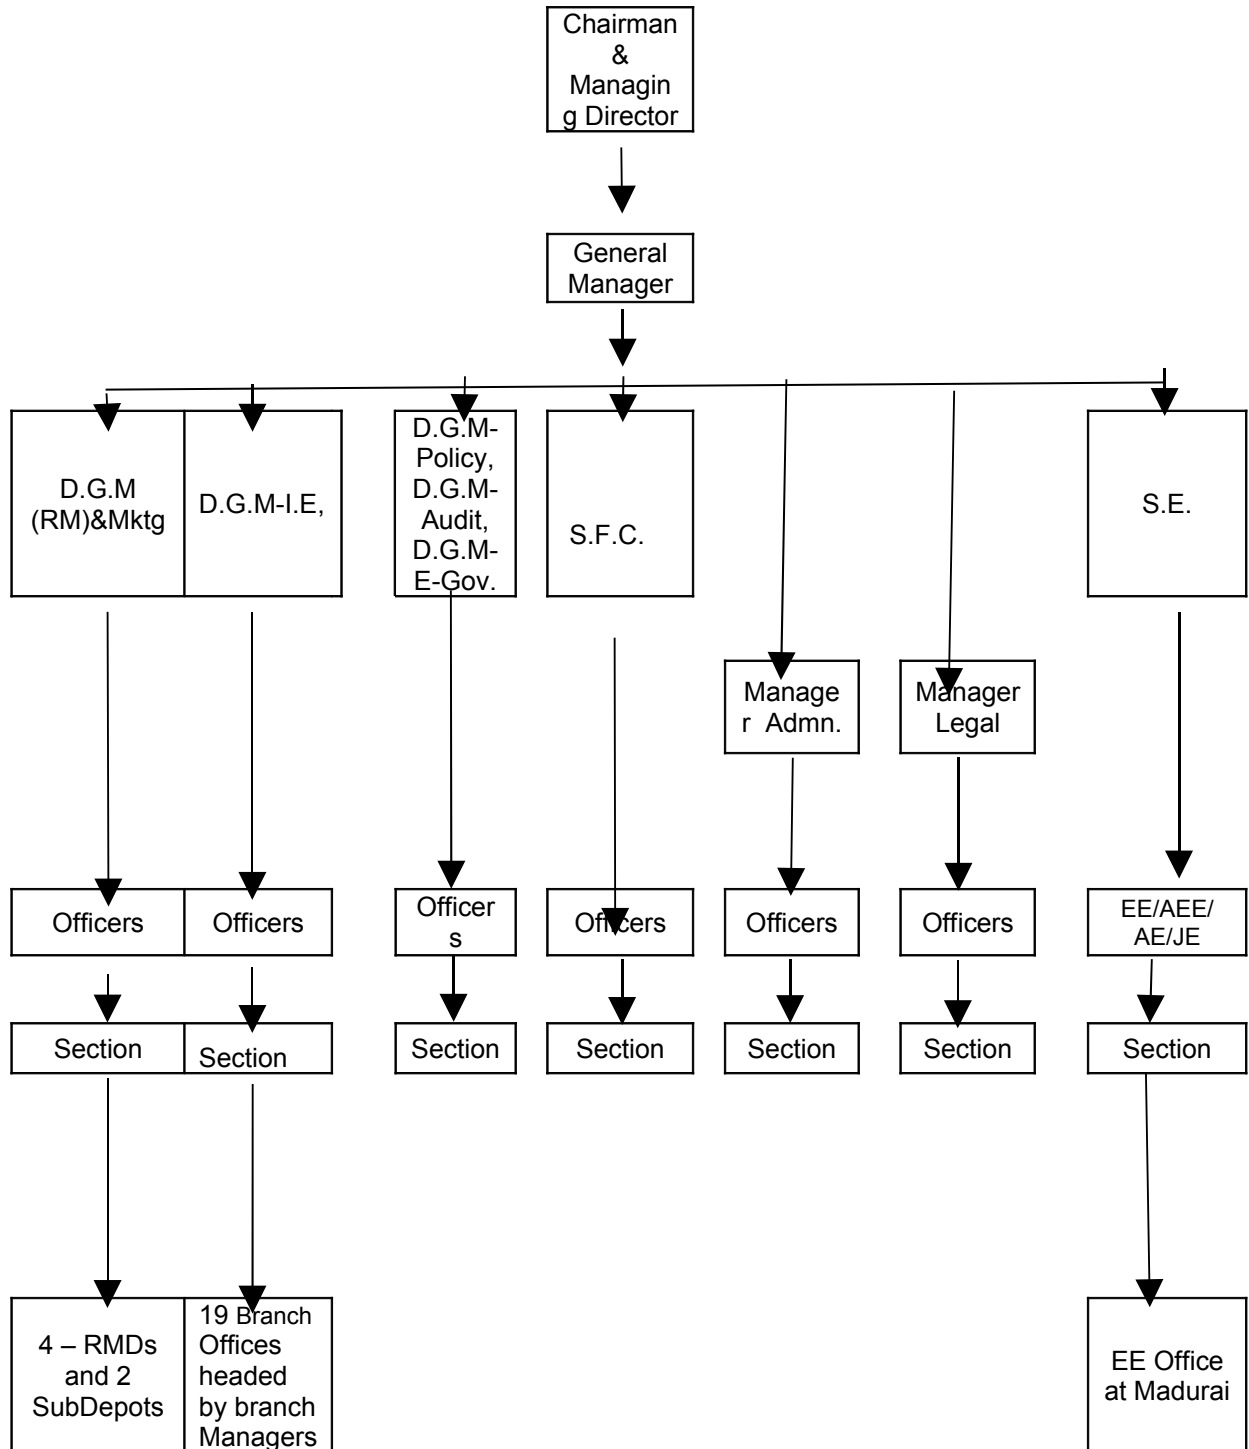 Chairman
&
Managin
g Director
General
Manager
D.G.M
(RM)&Mktg
D.G.M-I.E,
D.G.M-
Policy,
D.G.M-
Audit,
D.G.M-
E-Gov.
S.F.C.
S.E.
Manage
r Admn.
Manager
Legal
Officers
Officers
Officer
s
Officers
Officers
Officers
EE/AEE/
AE/JE
Section
Section
Section
Section
Section
Section
Section
4 – RMDs
and 2
SubDepots
19 Branch
Offices
headed
by branch
Managers
EE Office
at Madurai